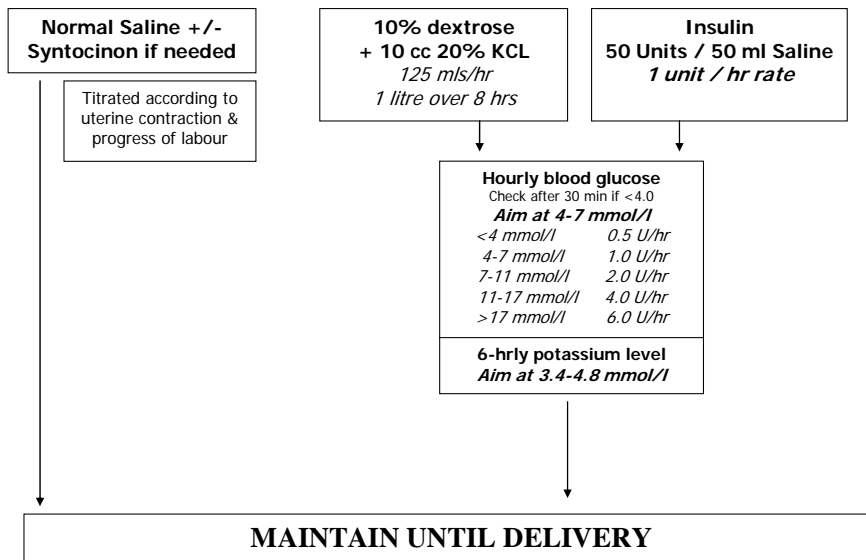 Normal Saline +/-
Syntocinon if needed
Titrated according to
uterine contraction &
progress of labour
10% dextrose
+ 10 cc 20% KCL
125 mls/hr
1 litre over 8 hrs
Insulin
50 Units / 50 ml Saline
1 unit / hr rate
Hourly blood glucose
Check after 30 min if <4.0
Aim at 4-7 mmol/l
<4 mmol/l 0.5 U/hr
4-7 mmol/l 1.0 U/hr
7-11 mmol/l 2.0 U/hr
11-17 mmol/l 4.0 U/hr
>17 mmol/l 6.0 U/hr
6-hrly potassium level
Aim at 3.4-4.8 mmol/l
MAINTAIN UNTIL DELIVERY